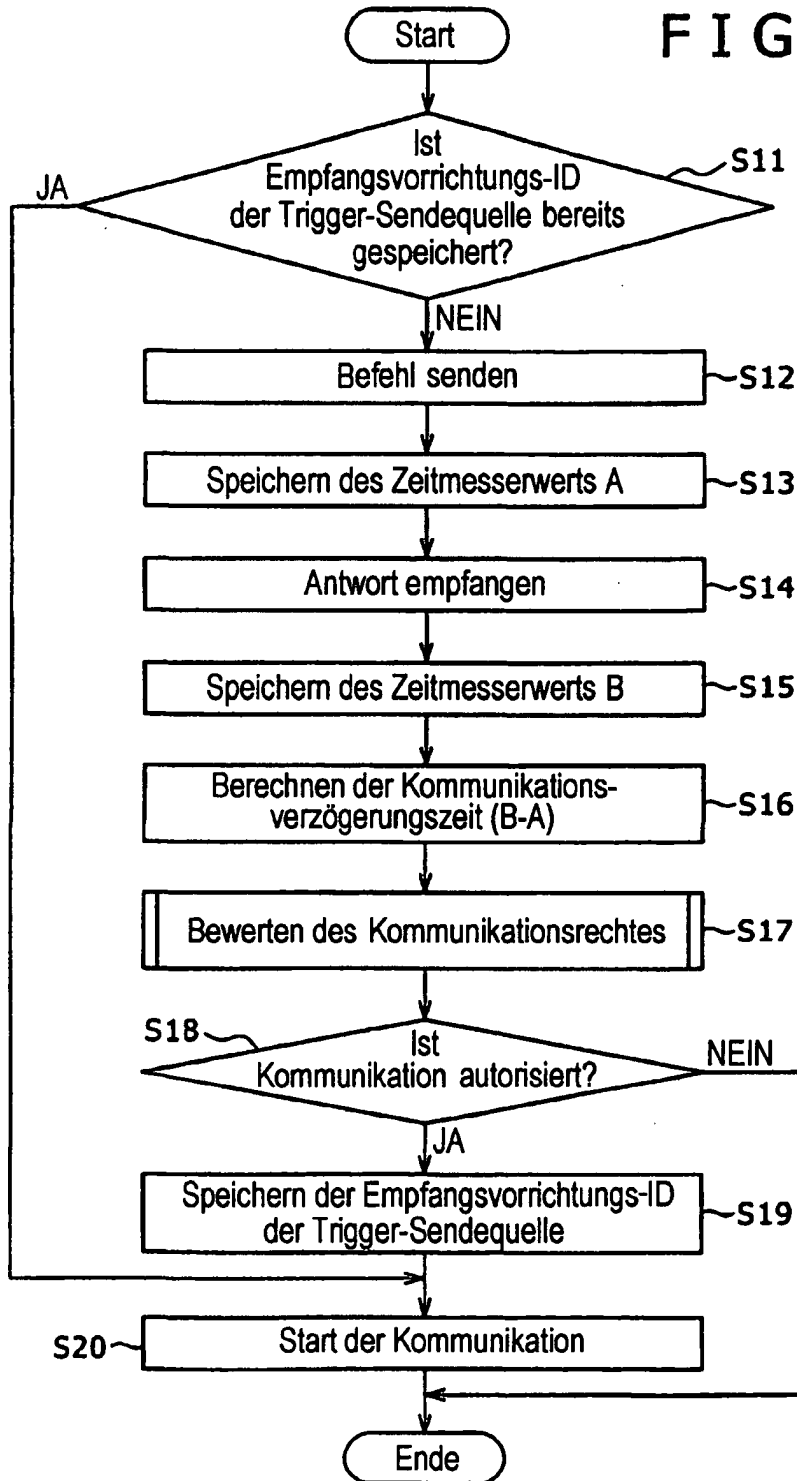 Start
F I G
Ist
Empfangsvorrichtungs-ID
der Trigger-Sendequelle bereits
gespeichert?
S11
JA
NEIN
Befehl senden
S12
Speichern des Zeitmesserwerts A
S13
Antwort empfangen
S14
Speichern des Zeitmesserwerts B
S15
Berechnen der Kommunikations-
verzögerungszeit (B-A)
S16
Bewerten des Kommunikationsrechtes
S17
S18
Ist
Kommunikation autorisiert?
NEIN
JA
Speichern der Empfangsvorrichtungs-ID
der Trigger-Sendequelle
S19
S20
Start der Kommunikation
Ende